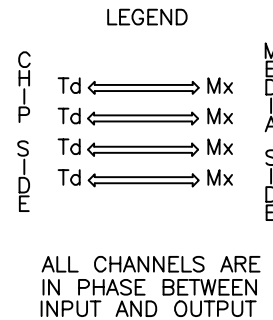 LEGEND
CHIP SIDE
Td Mx
Td Mx
Td Mx
Td Mx
MEDIA SIDE
ALL CHANNELS ARE
IN PHASE BETWEEN
INPUT AND OUTPUT